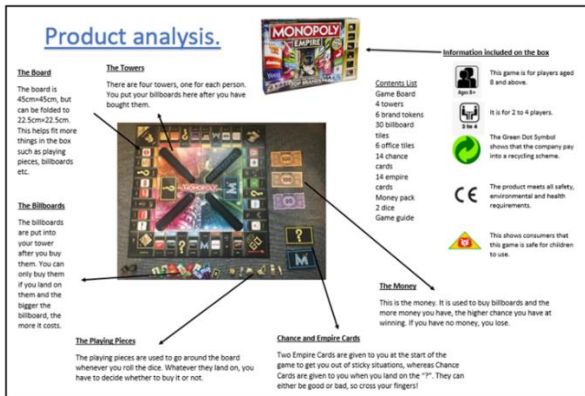 Product analysis.
MONOPOLY
EMPIRE
Information included on the box
The Board
The board is
45cm×45cm, but
can be folded to
22.5cm×22.5cm.
This helps fit more
things in the box
such as playing
pieces, billboards
etc.
The Towers
There are four towers, one for each person.
You put your billboards here after you have
bought them.
Contents List
Game Board
4 towers
6 brand tokens
30 billboard
tiles
6 office tiles
14 chance
cards
14 empire
cards
Money pack
2 dice
Game guide
Ages 8+
This game is for players aged
8 and above.
2 to 4
It is for 2 to 4 players.
The Green Dot Symbol
shows that the company pay
into a recycling scheme.
CE
The product meets all safety,
environmental and health
requirements.
This shows consumers that
this game is safe for children
to use.
The Billboards
The billboards
are put into
your tower
after you buy
them. You can
only buy them
if you land on
them and the
bigger the
billboard, the
more it costs.
MONOPOLY
The Money
This is the money. It is used to buy billboards and the
more money you have, the higher chance you have at
winning. If you have no money, you lose.
The Playing Pieces
The playing pieces are used to go around the board
whenever you roll the dice. Whatever they land on, you
have to decide whether to buy it or not.
Chance and Empire Cards
Two Empire Cards are given to you at the start of the
game to get you out of sticky situations, whereas Chance
Cards are given to you when you land on the "?". They can
either be good or bad, so cross your fingers!